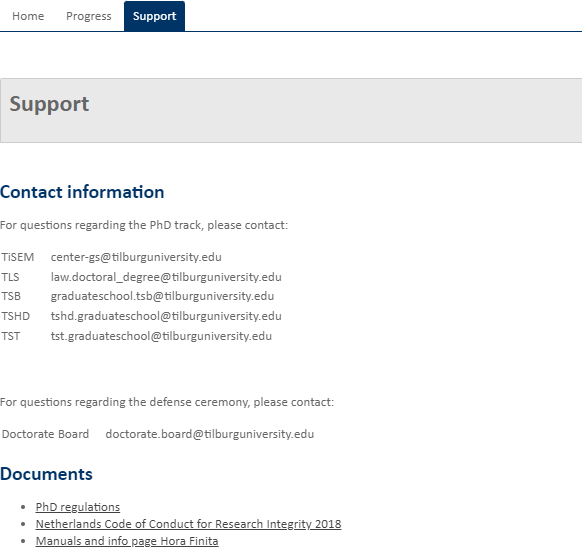 Home Progress Support
Support
Contact information
For questions regarding the PhD track, please contact:
TiSEM center-gs@tilburguniversity.edu
TLS law.doctoral_degree@tilburguniversity.edu
TSB graduateschool.tsb@tilburguniversity.edu
TSHD tshd.graduateschool@tilburguniversity.edu
TST tst.graduateschool@tilburguniversity.edu
For questions regarding the defense ceremony, please contact:
Doctorate Board doctorate.board@tilburguniversity.edu
Documents
• PhD regulations
• Netherlands Code of Conduct for Research Integrity 2018
• Manuals and info page Hora Finita